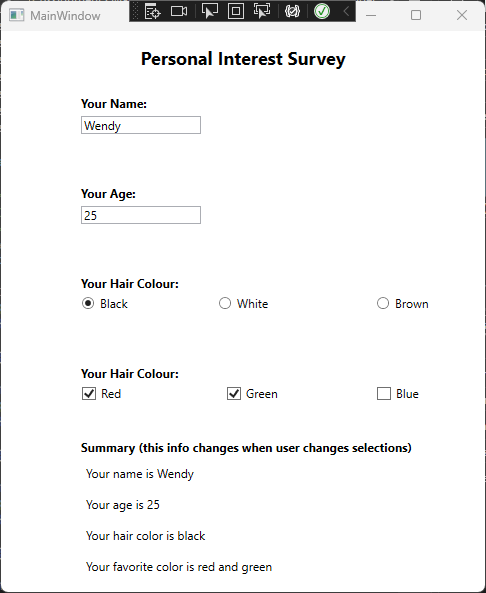 MainWindow
Personal Interest Survey
Your Name:
Wendy
Your Age:
25
Your Hair Colour:
Black White Brown
Your Hair Colour:
Red Green Blue
Summary (this info changes when user changes selections)
Your name is Wendy
Your age is 25
Your hair color is black
Your favorite color is red and green